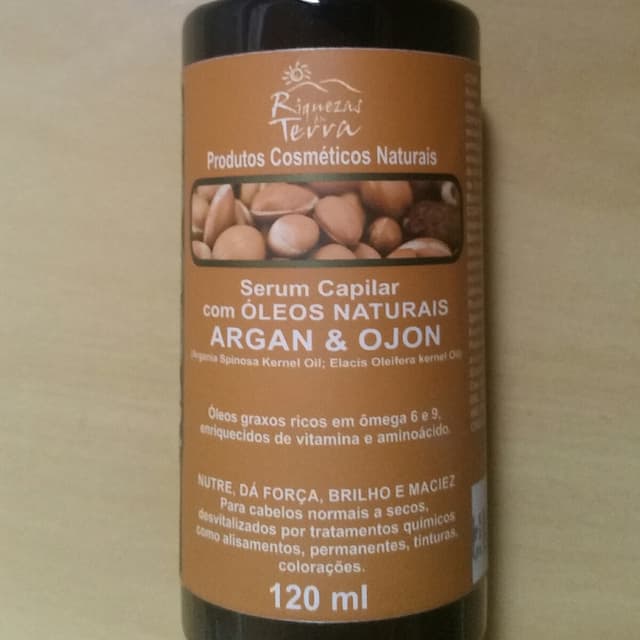 Riquezas
da
Terra
Produtos Cosméticos Naturais
Serum Capilar
com ÓLEOS NATURAIS
ARGAN & OJON
(Argania Spinosa Kernel Oil; Elacis Oleifera kernel Oil)
Óleos graxos ricos em ômega 6 e 9,
enriquecidos de vitamina e aminoácido.
NUTRE, DÁ FORÇA, BRILHO E MACIEZ
Para cabelos normais a secos,
desvitalizados por tratamentos químicos
como alisamentos, permanentes, tinturas,
colorações.
120 ml